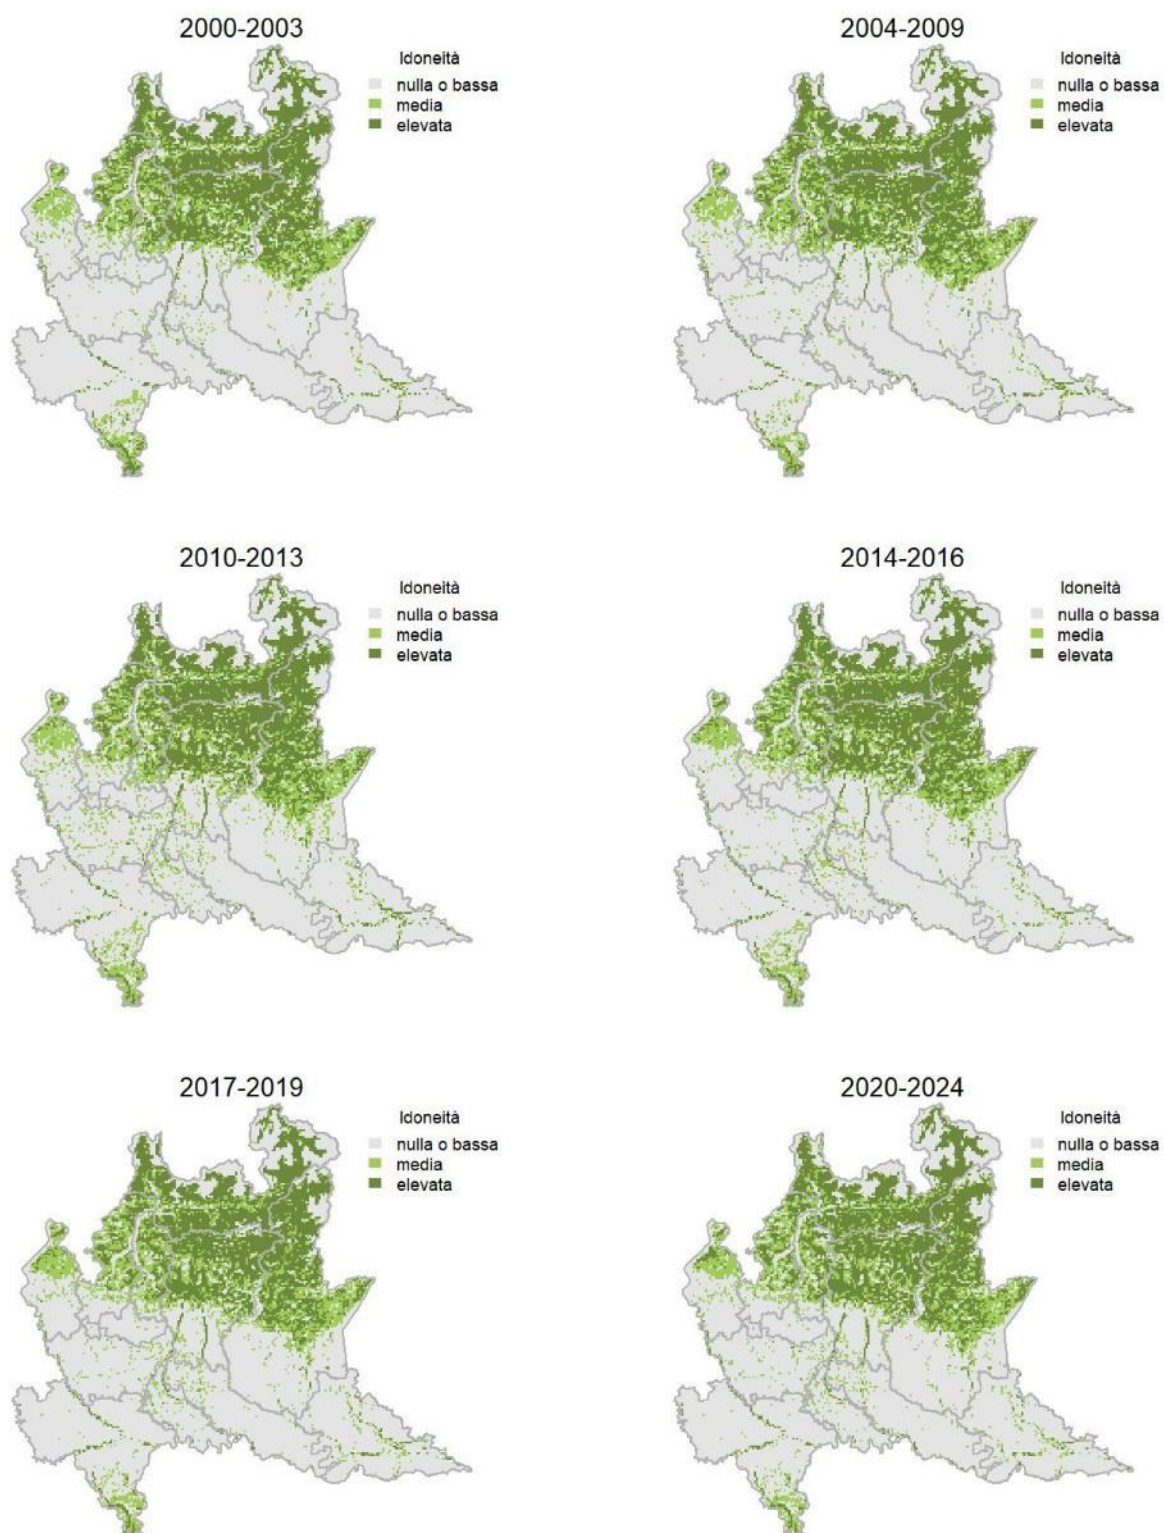 2000-2003
Idoneità
nulla o bassa
media
elevata
2004-2009
Idoneità
nulla o bassa
media
elevata
2010-2013
Idoneità
nulla o bassa
media
elevata
2014-2016
Idoneità
nulla o bassa
media
elevata
2017-2019
Idoneità
nulla o bassa
media
elevata
2020-2024
Idoneità
nulla o bassa
media
elevata